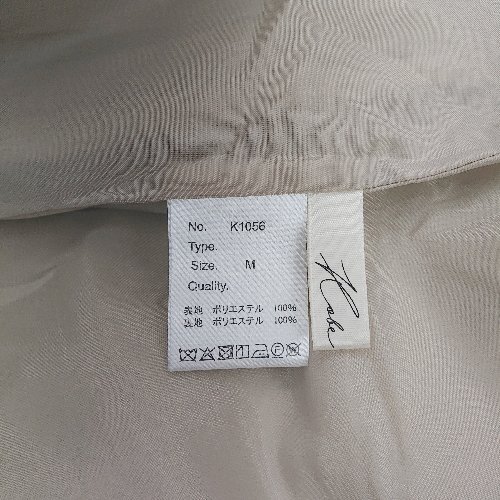 No. K1056
Type.
Size. M
Quality.
表地 ポリエステル 100%
裏地 ポリエステル 100%
Kobe